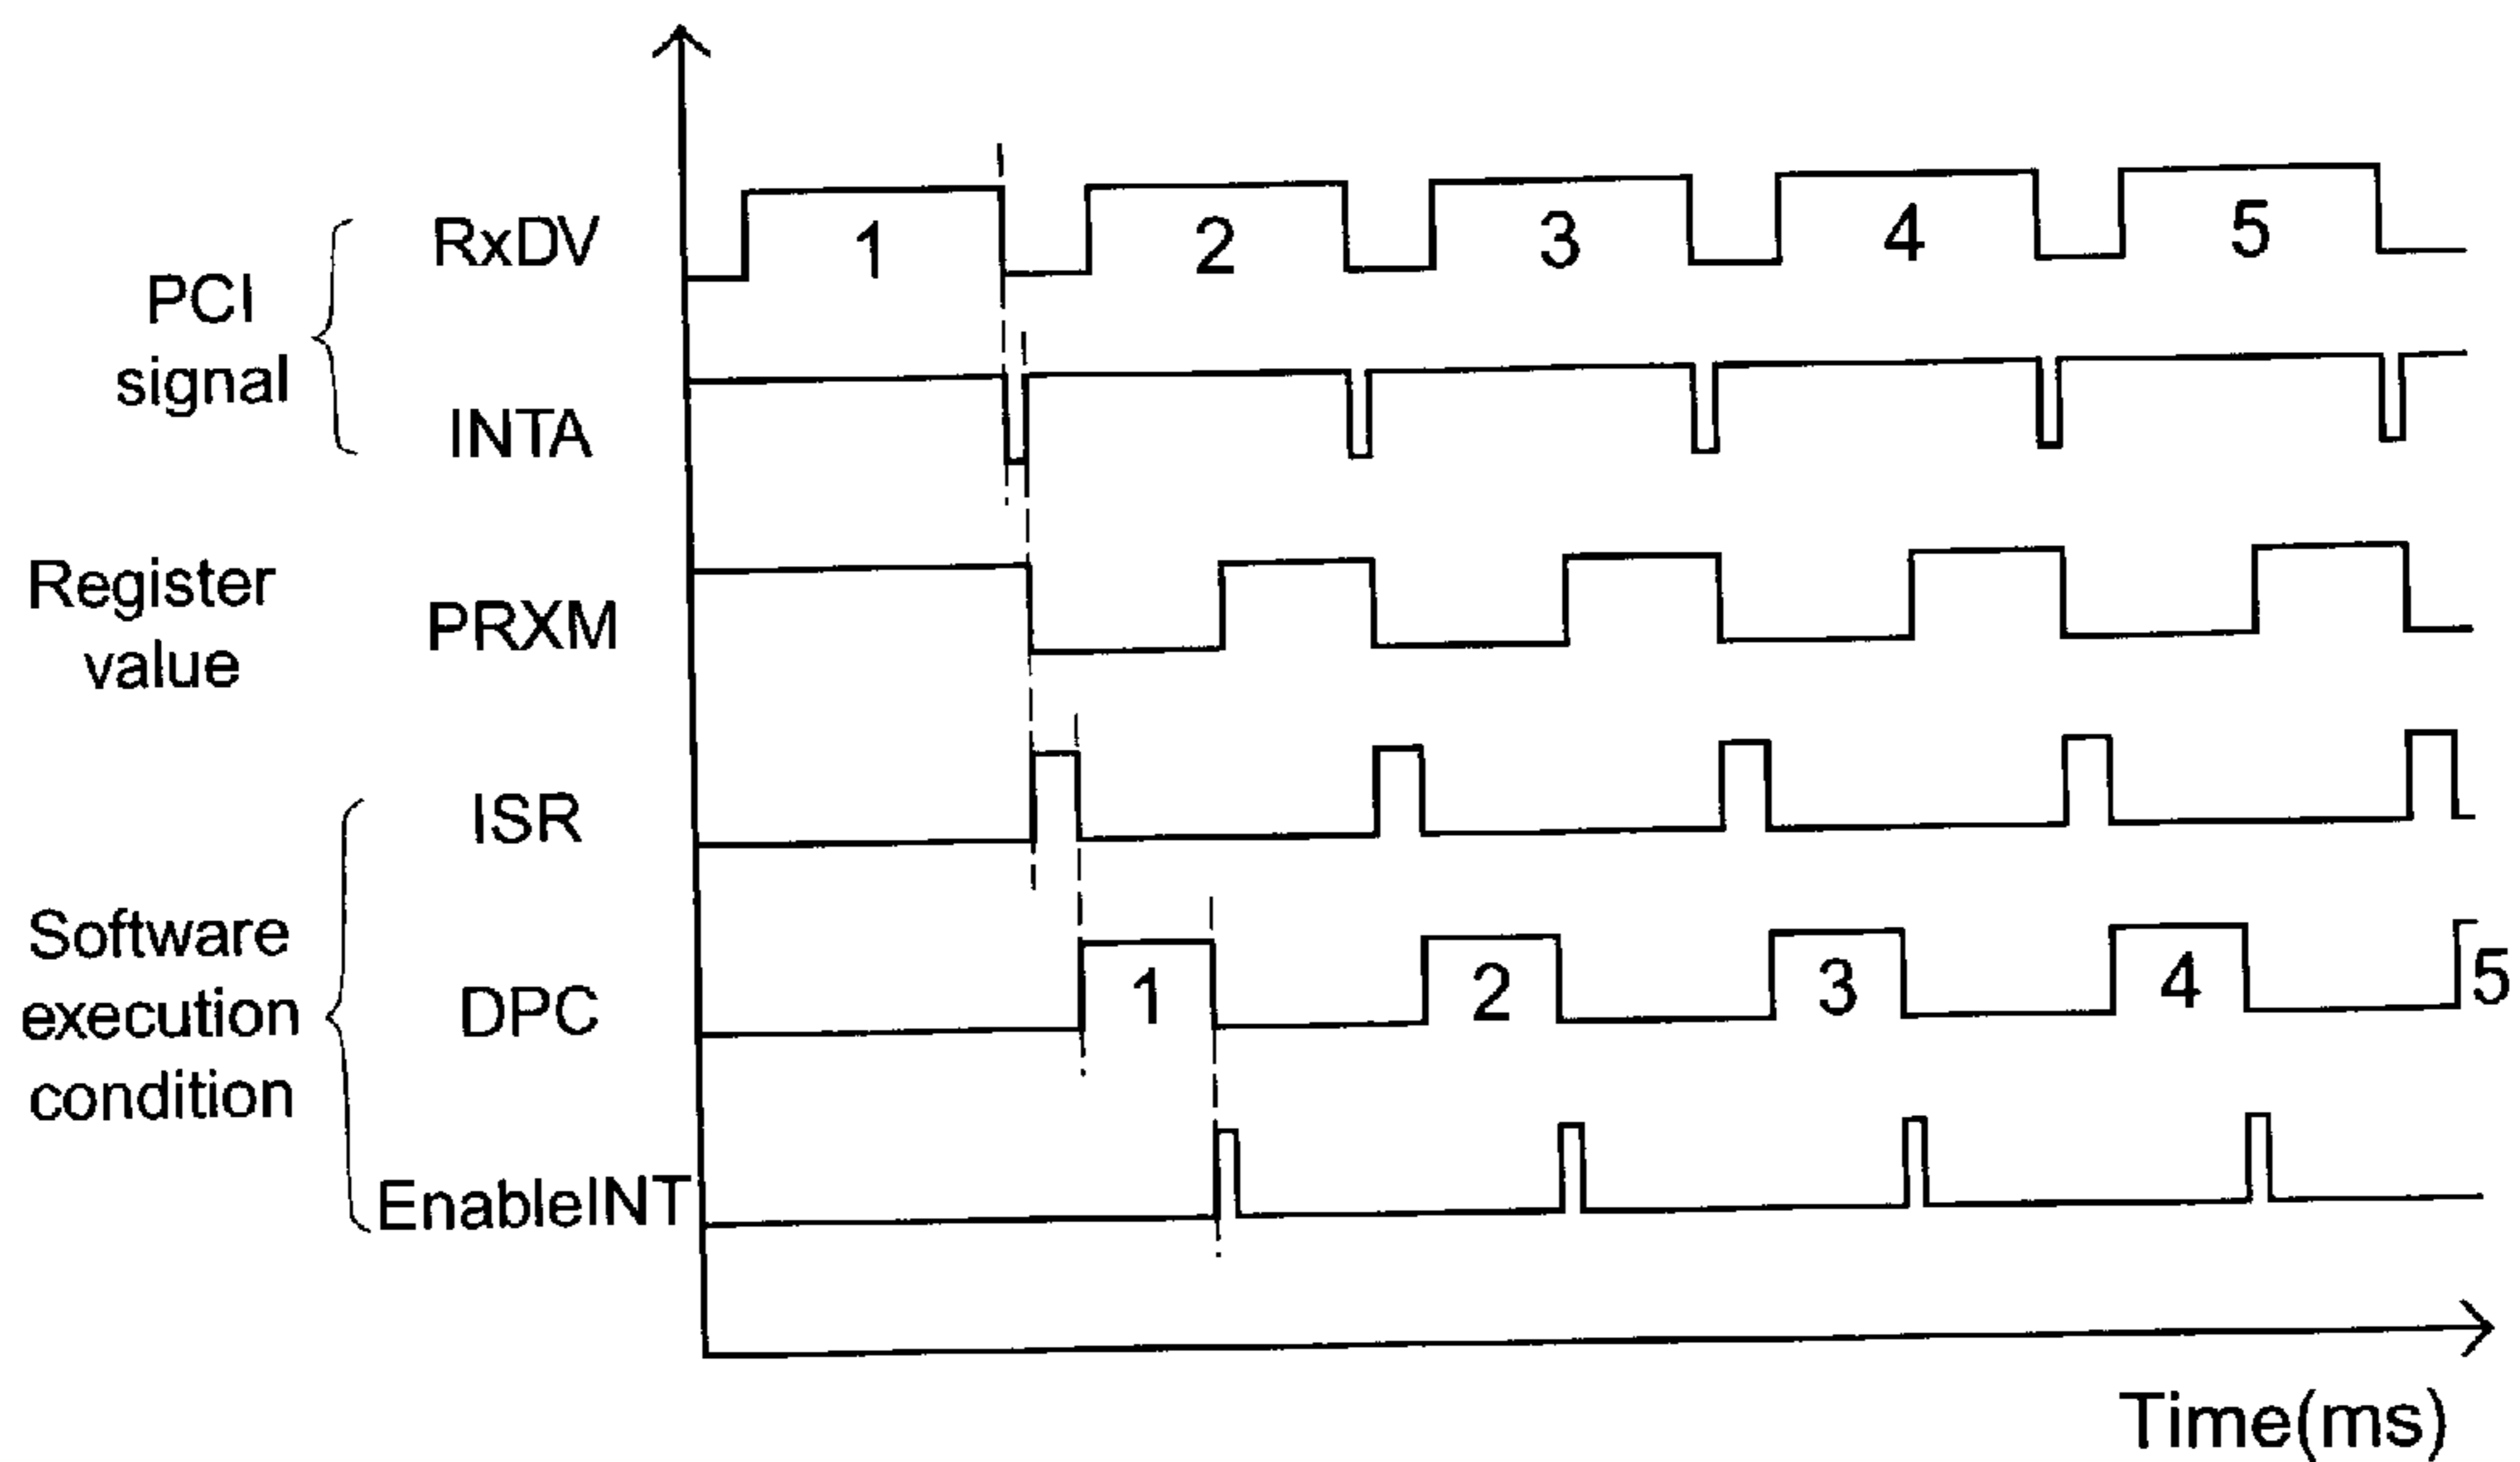 RxDV
1
2
3
4
5
PCI
signal
INTA
Register
value
PRXM
ISR
Software
execution
condition
DPC
1
2
3
4
5
EnableINT
Time(ms)